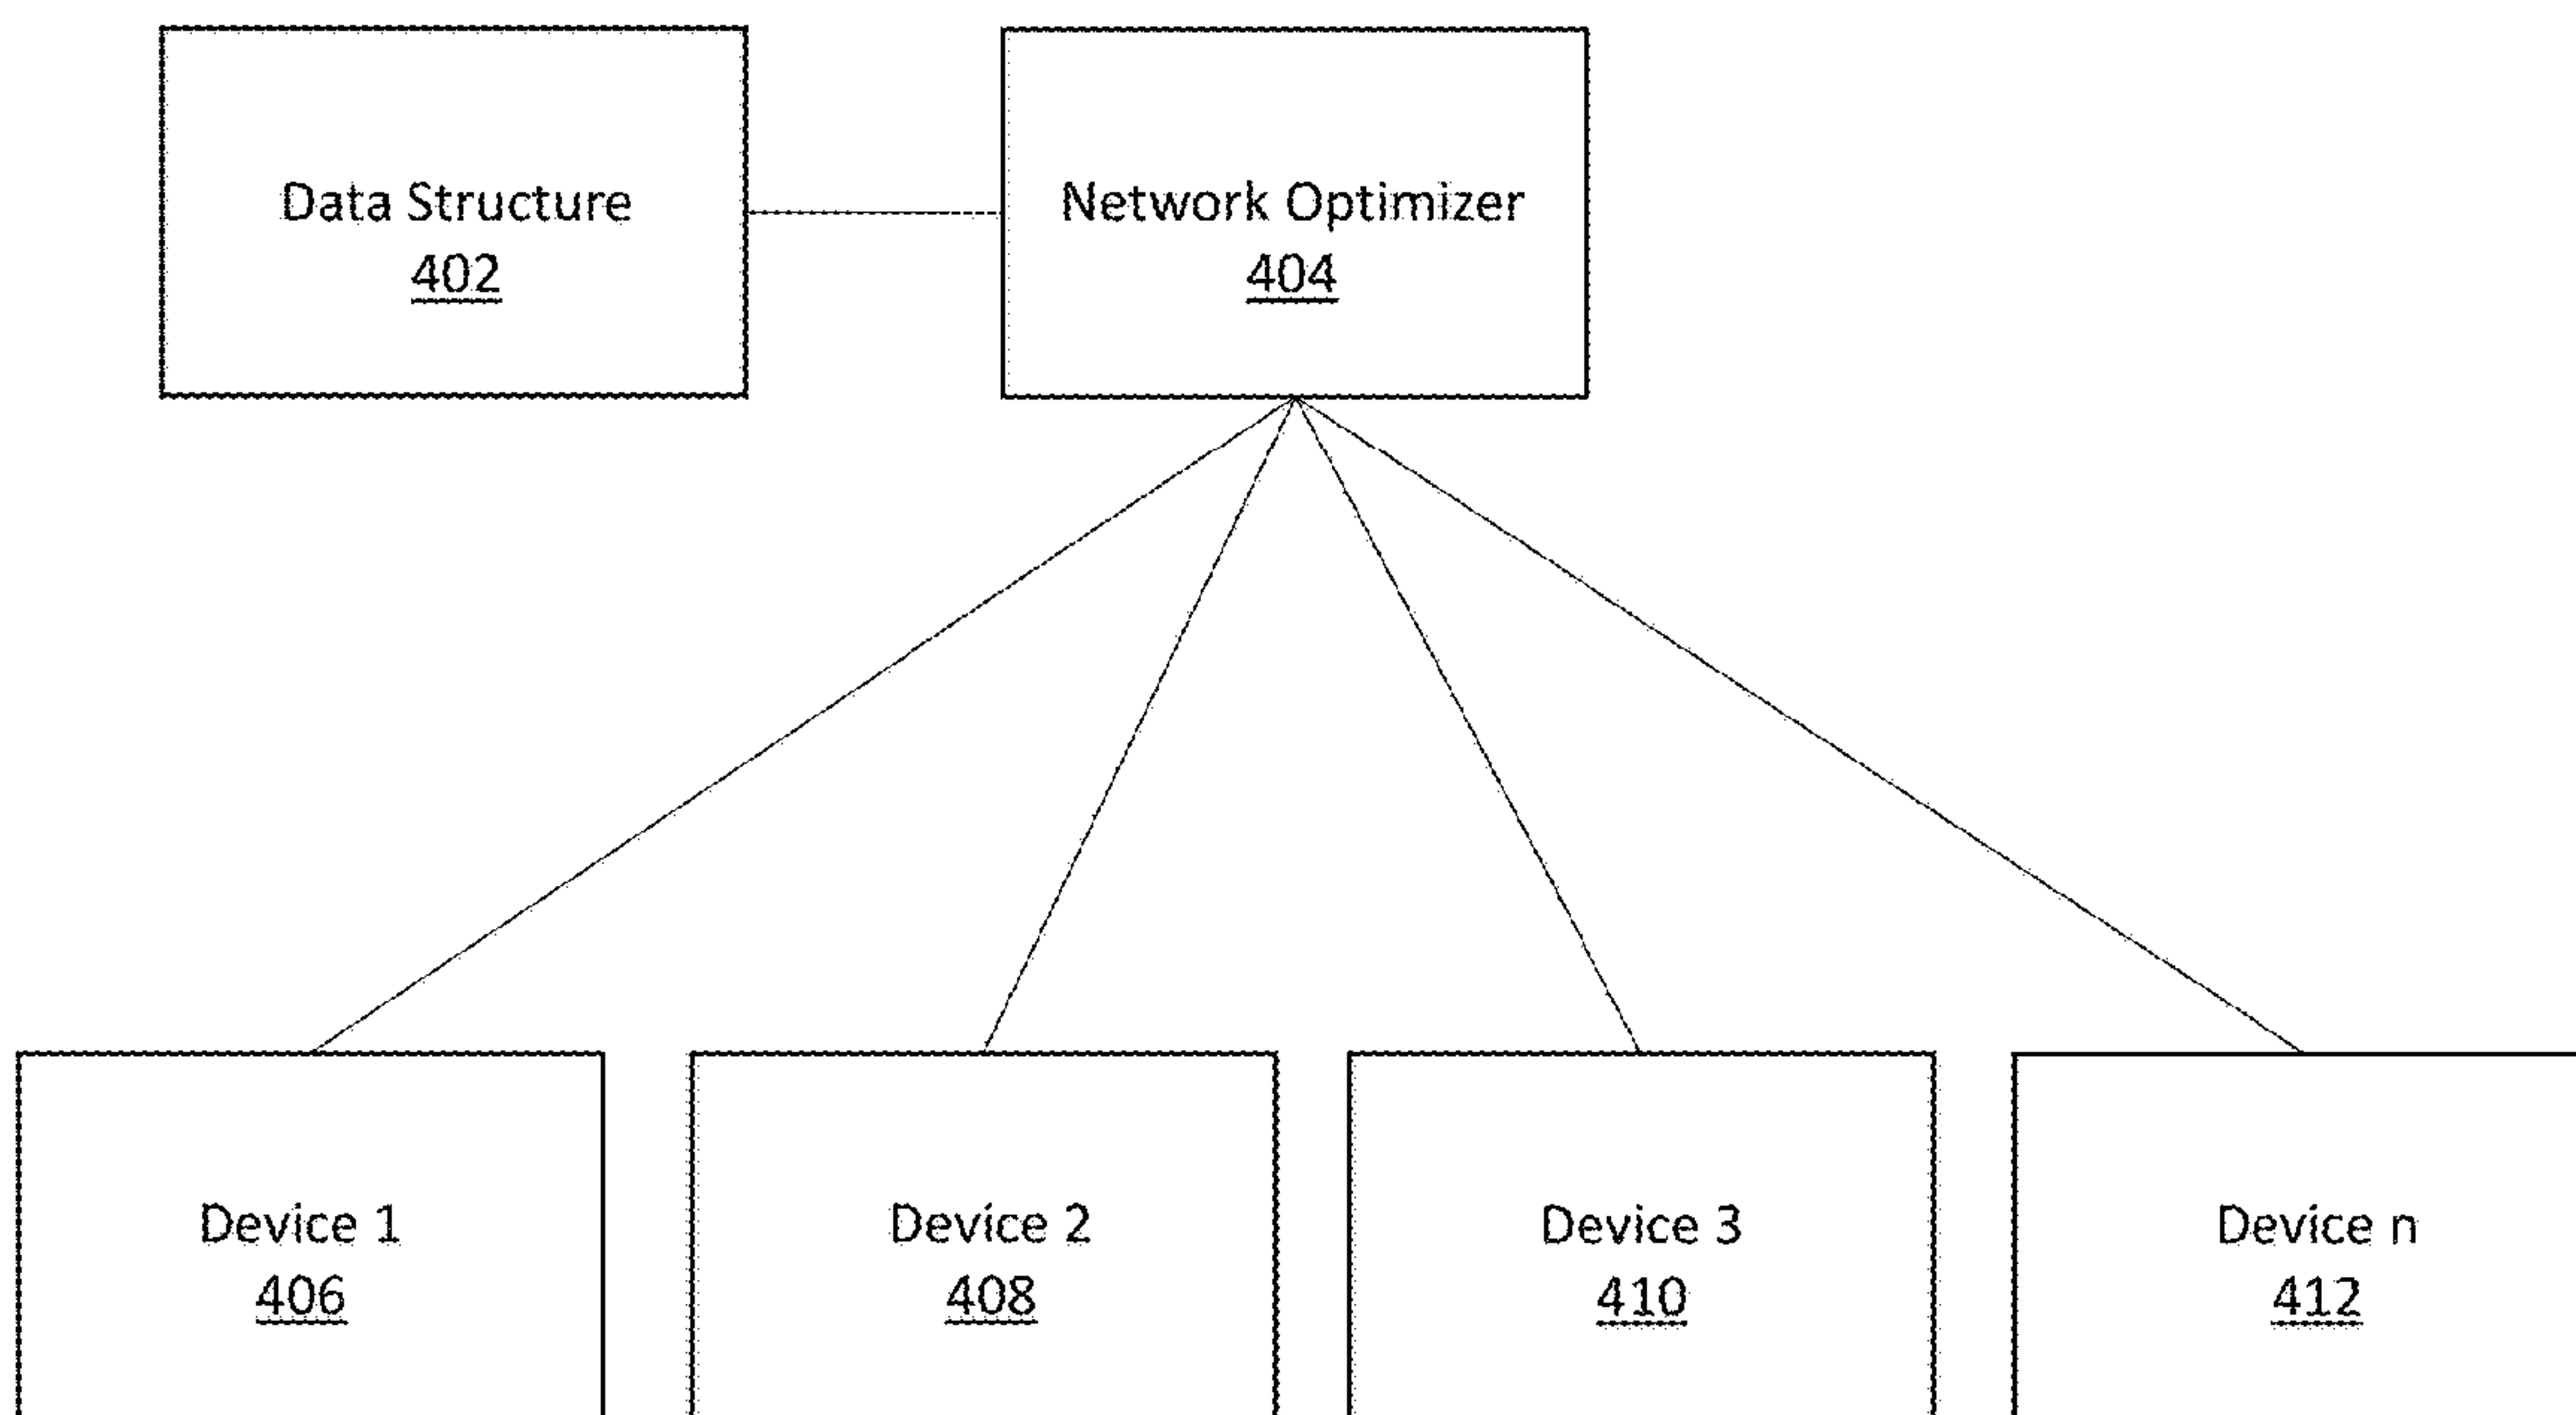 Data Structure
402
Network Optimizer
404
Device 1
406
Device 2
408
Device 3
410
Device n
412